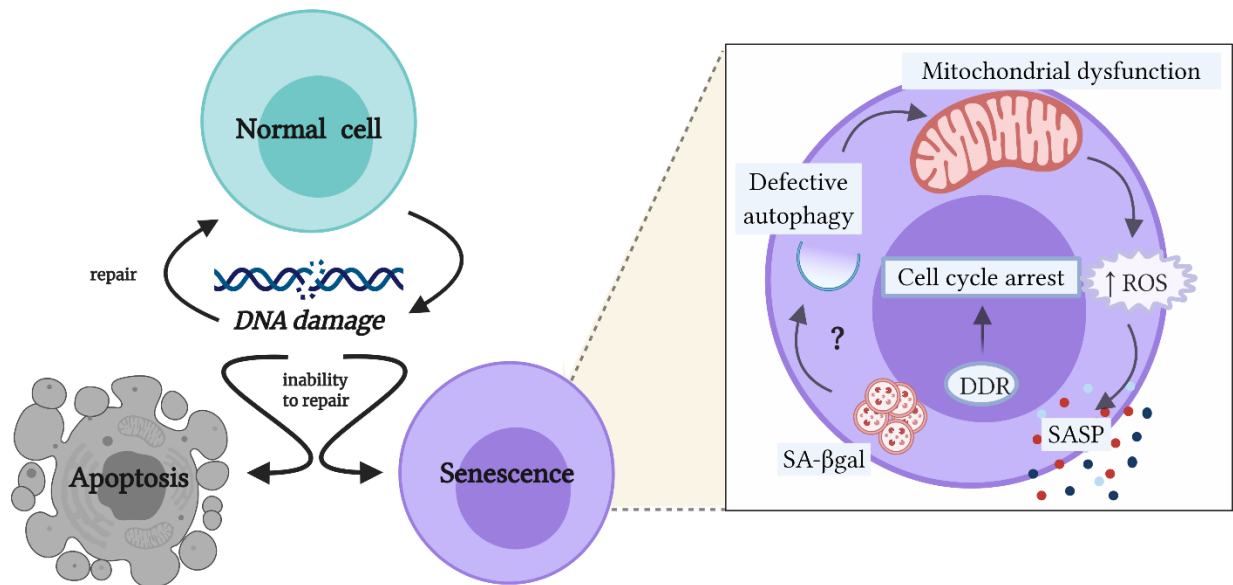 Normal cell
repair
DNA damage
inability
to repair
Apoptosis
Senescence
Mitochondrial dysfunction
Defective
autophagy
Cell cycle arrest
↑ ROS
?
DDR
SA-βgal
SASP